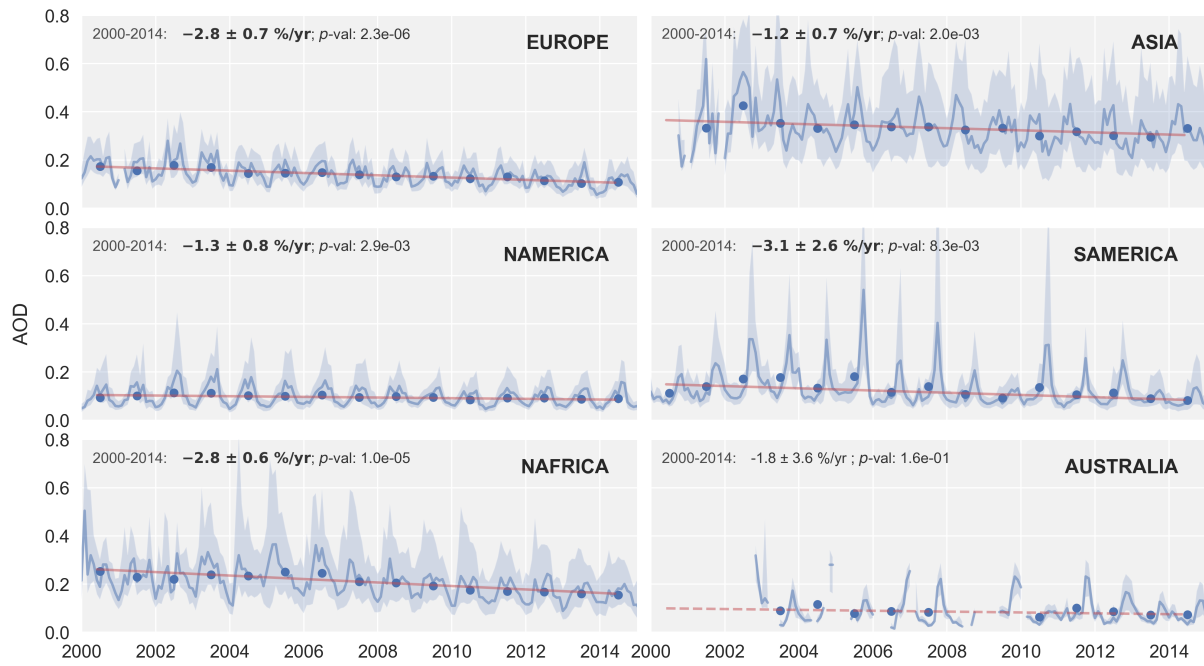 0.8
2000-2014: −2.8 ± 0.7 %/yr; p-val: 2.3e-06
EUROPE
0.6
0.4
0.2
0.0
2000-2014: −1.2 ± 0.7 %/yr; p-val: 2.0e-03
ASIA
0.8
2000-2014: −1.3 ± 0.8 %/yr; p-val: 2.9e-03
NAMERICA
0.6
0.4
0.2
0.0
2000-2014: −3.1 ± 2.6 %/yr; p-val: 8.3e-03
SAMERICA
AOD
0.8
2000-2014: −2.8 ± 0.6 %/yr; p-val: 1.0e-05
NAFRICA
0.6
0.4
0.2
0.0
2000-2014: -1.8 ± 3.6 %/yr ; p-val: 1.6e-01
AUSTRALIA
2000 2002 2004 2006 2008 2010 2012 2014
2000 2002 2004 2006 2008 2010 2012 2014